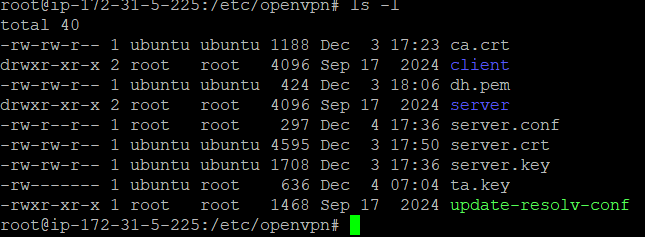 root@ip-172-31-5-225:/etc/openvpn# ls -l
total 40
-rw-rw-r-- 1 ubuntu ubuntu 1188 Dec  3 17:23 ca.crt
drwxr-xr-x 2 root   root   4096 Sep 17  2024 client
-rw-rw-r-- 1 ubuntu ubuntu  424 Dec  3 18:06 dh.pem
drwxr-xr-x 2 root   root   4096 Sep 17  2024 server
-rw-r--r-- 1 root   root    297 Dec  4 17:36 server.conf
-rw-rw-r-- 1 ubuntu ubuntu 4595 Dec  3 17:50 server.crt
-rw-rw-r-- 1 ubuntu ubuntu 1708 Dec  3 17:36 server.key
-rw------- 1 ubuntu root    636 Dec  4 07:04 ta.key
-rwxr-xr-x 1 root   root   1468 Sep 17  2024 update-resolv-conf
root@ip-172-31-5-225:/etc/openvpn#